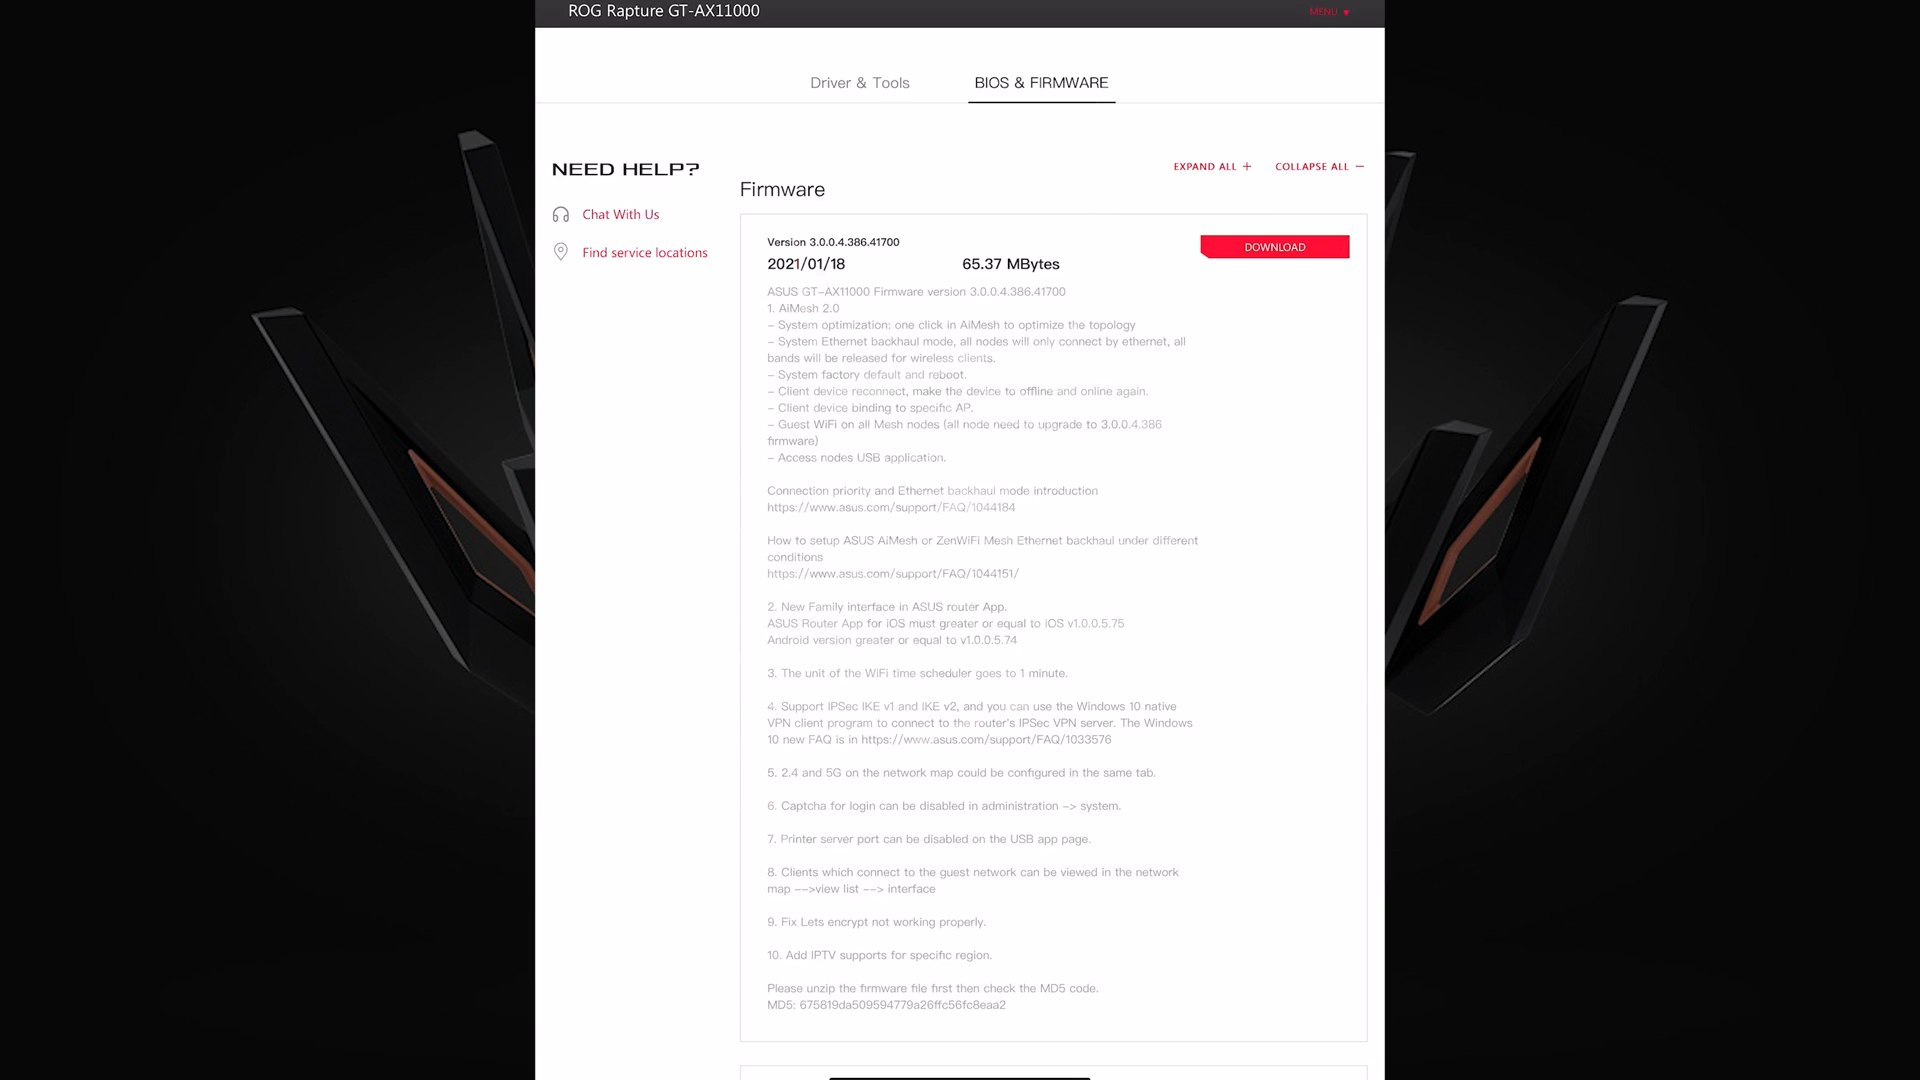 ROG Rapture GT-AX11000
MENU
Driver & Tools
BIOS & FIRMWARE
NEED HELP?
Chat With Us
Find service locations
EXPAND ALL +
COLLAPSE ALL −
Firmware
Version 3.0.0.4.386.41700
2021/01/18
65.37 MBytes
DOWNLOAD
ASUS GT-AX11000 Firmware version 3.0.0.4.386.41700
1. AiMesh 2.0
- System optimization: one click in AiMesh to optimize the topology
- System Ethernet backhaul mode, all nodes will only connect by ethernet, all
bands will be released for wireless clients.
- System factory default and reboot.
- Client device reconnect, make the device to offline and online again.
- Client device binding to specific AP.
- Guest WiFi on all Mesh nodes (all node need to upgrade to 3.0.0.4.386
firmware)
- Access nodes USB application.
Connection priority and Ethernet backhaul mode introduction
https://www.asus.com/support/FAQ/1044184
How to setup ASUS AiMesh or ZenWiFi Mesh Ethernet backhaul under different
conditions
https://www.asus.com/support/FAQ/1044151/
2. New Family interface in ASUS router App.
ASUS Router App for iOS must greater or equal to iOS v1.0.0.5.75
Android version greater or equal to v1.0.0.5.74
3. The unit of the WiFi time scheduler goes to 1 minute.
4. Support IPSec IKE v1 and IKE v2, and you can use the Windows 10 native
VPN client program to connect to the router's IPSec VPN server. The Windows
10 new FAQ is in https://www.asus.com/support/FAQ/1033576
5. 2.4 and 5G on the network map could be configured in the same tab.
6. Captcha for login can be disabled in administration -> system.
7. Printer server port can be disabled on the USB app page.
8. Clients which connect to the guest network can be viewed in the network
map -->view list --> interface
9. Fix Lets encrypt not working properly.
10. Add IPTV supports for specific region.
Please unzip the firmware file first then check the MD5 code.
MD5: 675819da509594779a26ffc56fc8eaa2